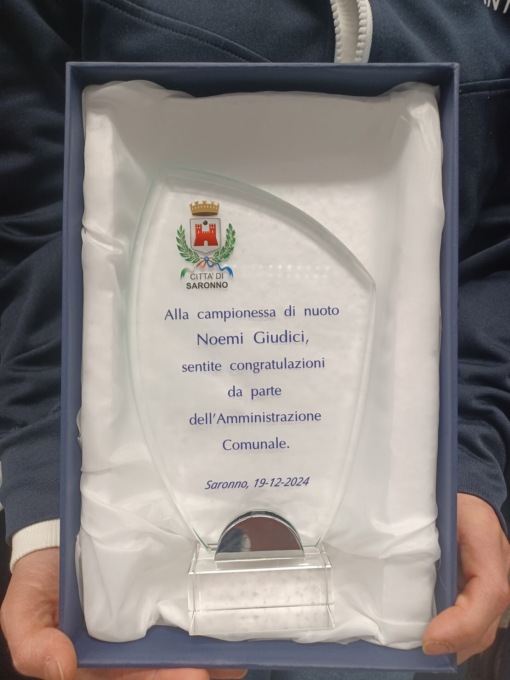 CITTÀ DI
SARONNO
Alla campionessa di nuoto
Noemi Giudici,
sentite congratulazioni
da parte
dell'Amministrazione
Comunale.
Saronno, 19-12-2024